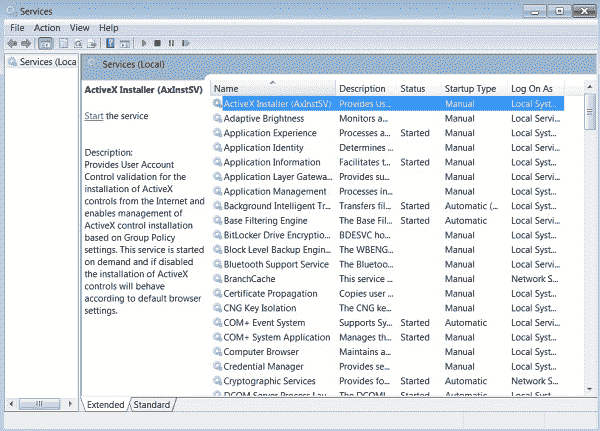 Services
File Action View Help
Services (Loca
Services (Local)
ActiveX Installer (AxInstSV)
Start the service
Description:
Provides User Account
Control validation for the
installation of ActiveX
controls from the Internet and
enables management of
ActiveX control installation
based on Group Policy
settings. This service is started
on demand and if disabled
the installation of ActiveX
controls will behave
according to default browser
settings.
Name Description Status Startup Type Log On As
ActiveX Installer (AxInstSV) Provides Us... Manual Local Syst...
Adaptive Brightness Monitors a... Manual Local Servi...
Application Experience Processes a... Started Manual Local Syst...
Application Identity Determines ... Manual Local Servi...
Application Information Facilitates t... Started Manual Local Syst...
Application Layer Gatewa... Provides su... Manual Local Servi...
Application Management Processes in... Manual Local Syst...
Background Intelligent Tr... Transfers fil... Started Automatic (... Local Syst...
Base Filtering Engine The Base Fil... Started Automatic Local Servi...
BitLocker Drive Encryptio... BDESVC ho... Manual Local Syst...
Block Level Backup Engin... The WBENG... Manual Local Syst...
Bluetooth Support Service The Bluetoo... Manual Local Servi...
BranchCache This service ... Manual Network S...
Certificate Propagation Copies user ... Manual Local Syst...
CNG Key Isolation The CNG ke... Manual Local Syst...
COM+ Event System Supports Sy... Started Automatic Local Servi...
COM+ System Application Manages th... Started Manual Local Syst...
Computer Browser Maintains a... Manual Local Syst...
Credential Manager Provides se... Manual Local Syst...
Cryptographic Services Provides fo... Started Automatic Network S...
DCOM Server Process Lau... The DCOML... Started Automatic Local Syst...
Extended Standard